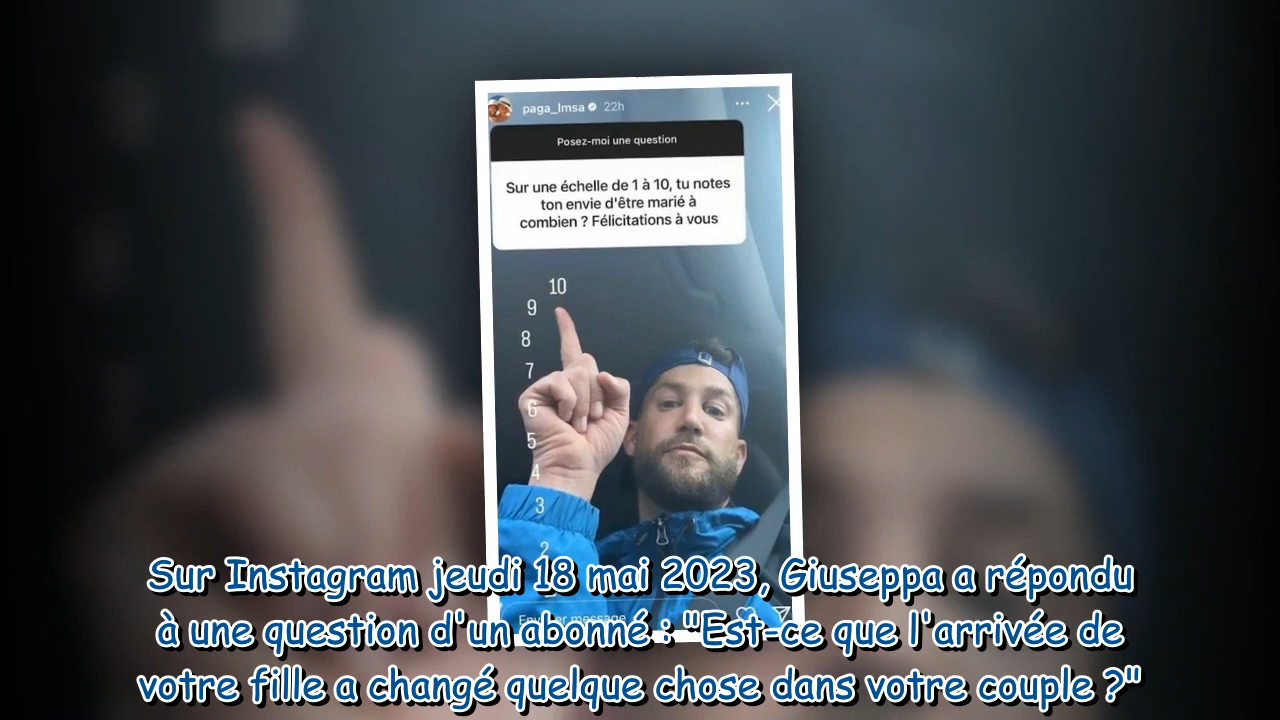 paga_lmsa 22h
Posez-moi une question
Sur une échelle de 1 à 10, tu notes
ton envie d'être marié à
combien ? Félicitations à vous
10
9
8
7
6
5
4
3
2
Sur Instagram jeudi 18 mai 2023, Giuseppa a répondu
à une question d'un abonné : "Est-ce que l'arrivée de
votre fille a changé quelque chose dans votre couple ?"